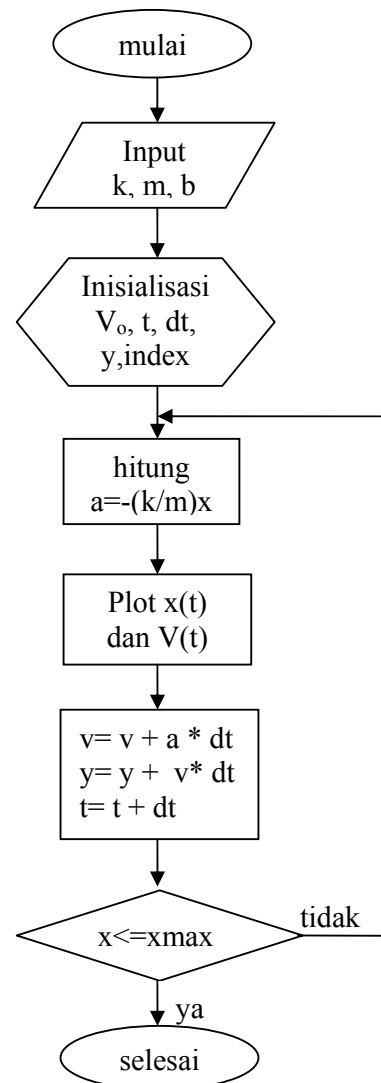 mulai
Input
k, m, b
Inisialisasi
Vₒ, t, dt,
y,index
hitung
a=-(k/m)x
Plot x(t)
dan V(t)
v= v + a * dt
y= y + v* dt
t= t + dt
x<=xmax
tidak
ya
selesai